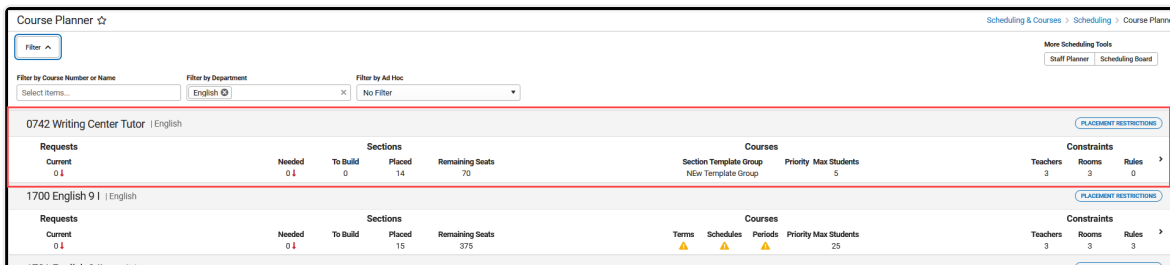 Course Planner ☆ Scheduling & Courses > Scheduling > Course Plann
Filter ^ More Scheduling Tools
Staff Planner Scheduling Board
Filter by Course Number or Name Filter by Department Filter by Ad Hoc
Select items... English × No Filter
0742 Writing Center Tutor | English PLACEMENT RESTRICTIONS
Requests Sections Courses Constraints
Current Needed To Build Placed Remaining Seats Section Template Group Priority Max Students Teachers Rooms Rules
0 0 0 14 70 NEw Template Group 5 3 3 0
1700 English 9 I | English PLACEMENT RESTRICTIONS
Requests Sections Courses Constraints
Current Needed To Build Placed Remaining Seats Terms Schedules Periods Priority Max Students Teachers Rooms Rules
0 0 15 375 25 3 3 3